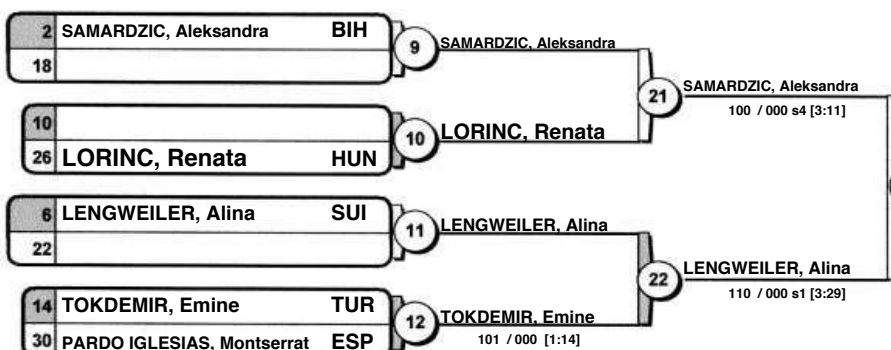 2 SAMARDZIC, Aleksandra BIH
18
9
SAMARDZIC, Aleksandra
10
26 LORINC, Renata HUN
10
LORINC, Renata
21
SAMARDZIC, Aleksandra
100 / 000 s4 [3:11]
6 LENGWEILER, Alina SUI
22
11
LENGWEILER, Alina
14 TOKDEMIR, Emine TUR
30 PARDO IGLESIAS, Montserrat ESP
12
TOKDEMIR, Emine
101 / 000 [1:14]
22
LENGWEILER, Alina
110 / 000 s1 [3:29]